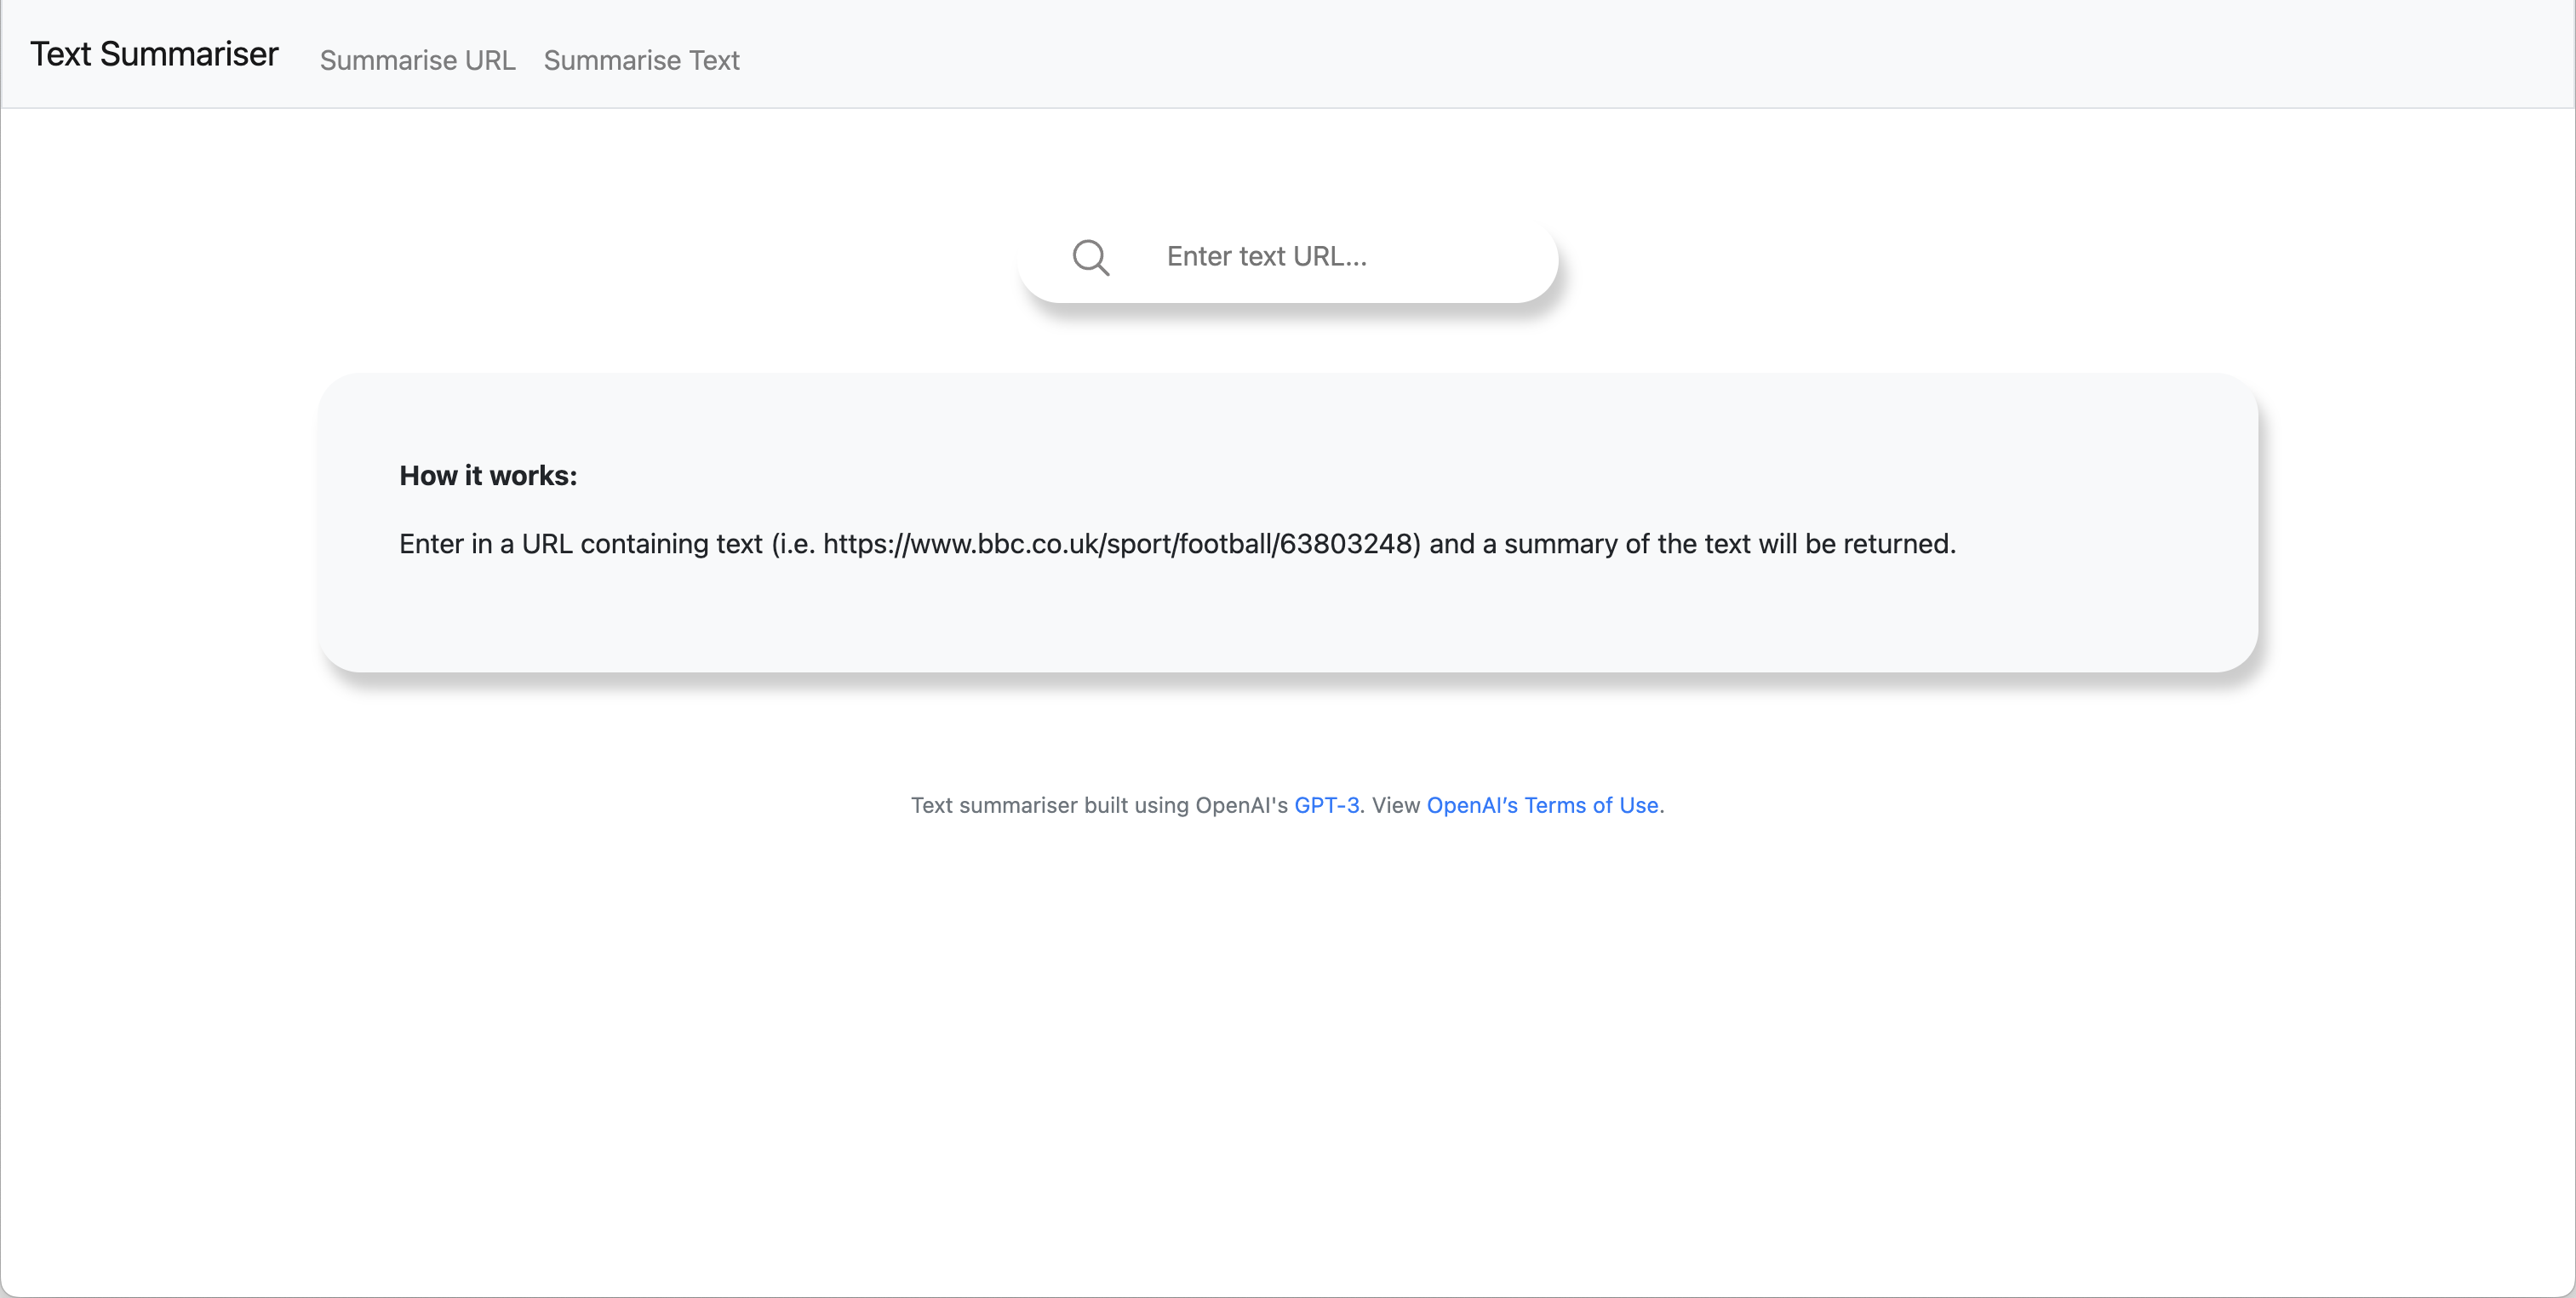 Text Summariser
Summarise URL
Summarise Text
Enter text URL...
How it works:
Enter in a URL containing text (i.e. https://www.bbc.co.uk/sport/football/63803248) and a summary of the text will be returned.
Text summariser built using OpenAI's GPT-3. View OpenAI’s Terms of Use.